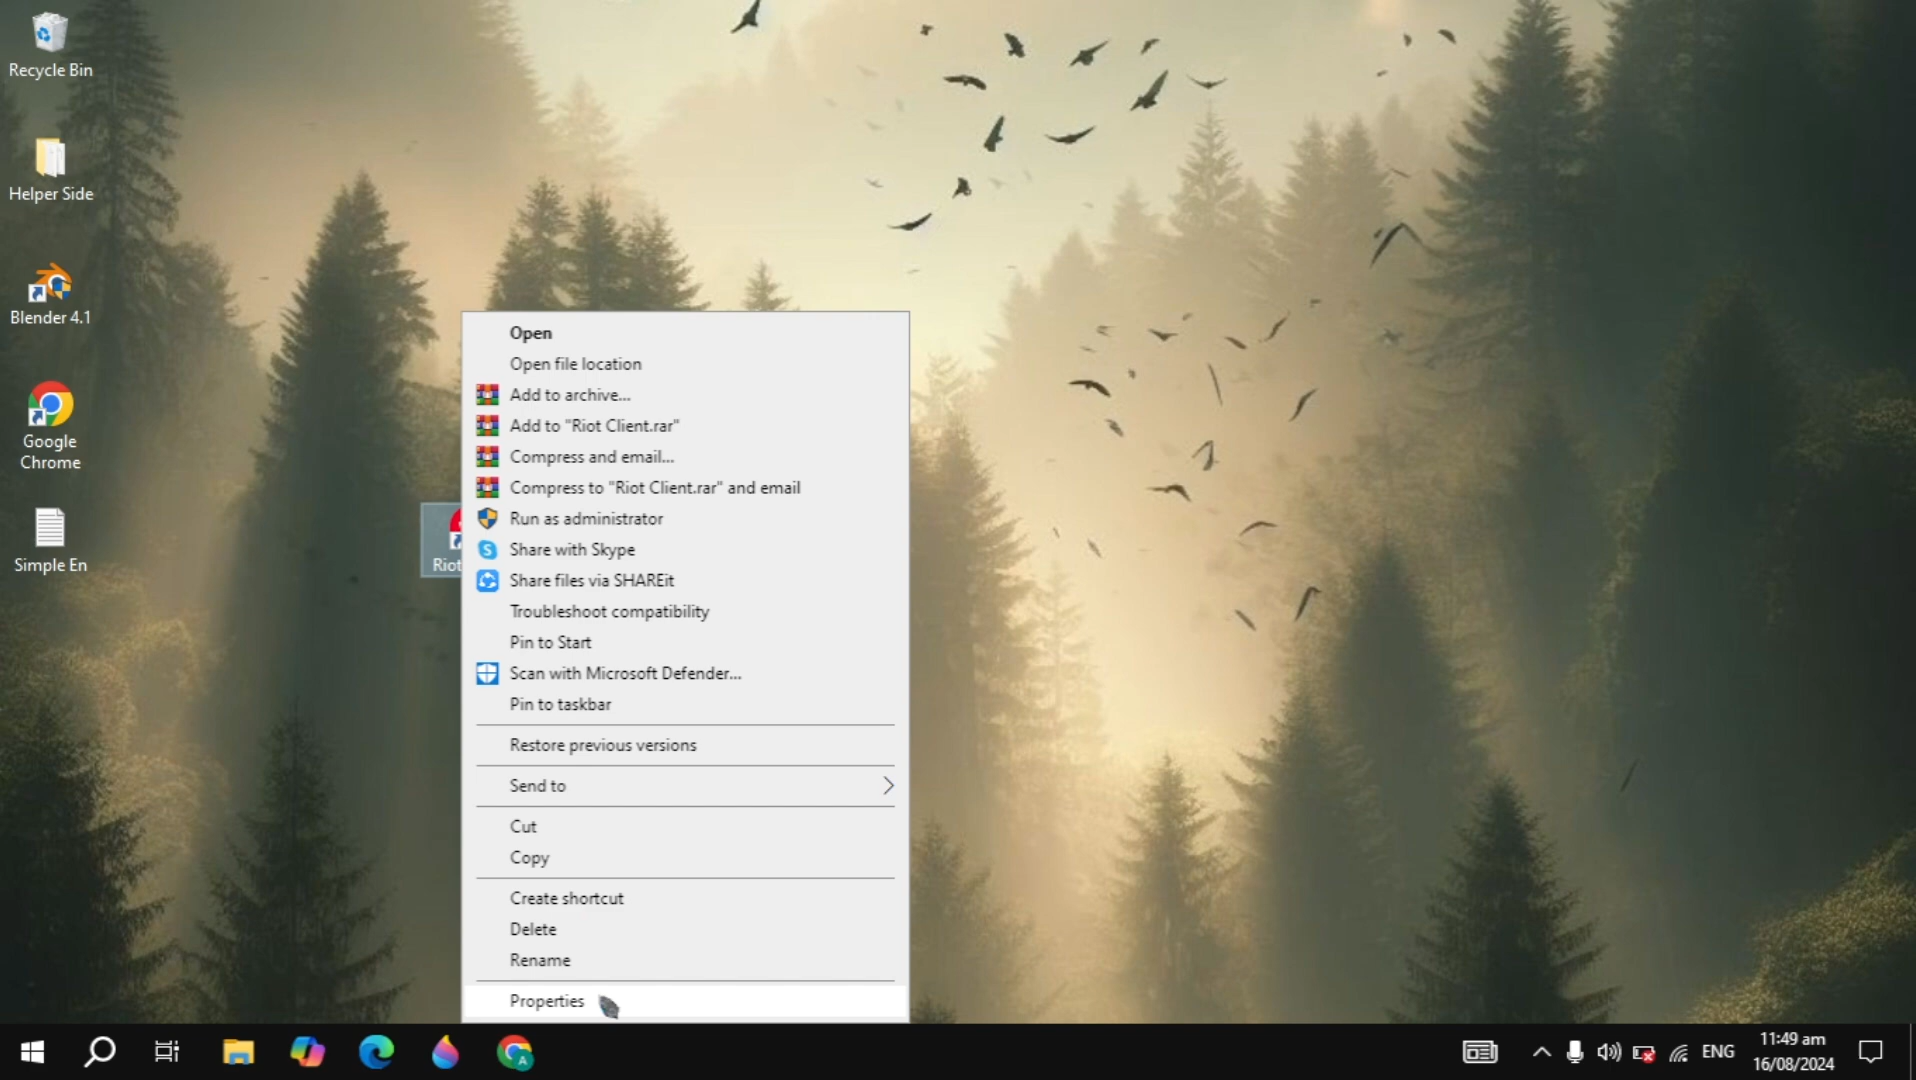 Recycle Bin
Helper Side
Blender 4.1
Google
Chrome
Simple En
Riot
Open
Open file location
Add to archive...
Add to "Riot Client.rar"
Compress and email...
Compress to "Riot Client.rar" and email
Run as administrator
Share with Skype
Share files via SHAREit
Troubleshoot compatibility
Pin to Start
Scan with Microsoft Defender...
Pin to taskbar
Restore previous versions
Send to
Cut
Copy
Create shortcut
Delete
Rename
Properties
ENG
11:49 am
16/08/2024